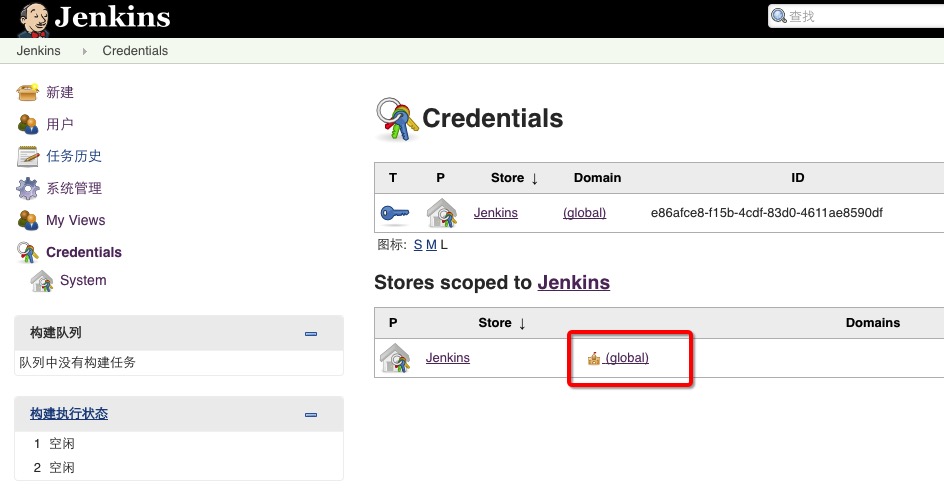 Jenkins
查找
Jenkins Credentials
新建
用户
任务历史
系统管理
My Views
Credentials
System
构建队列
队列中没有构建任务
构建执行状态
1 空闲
2 空闲
Credentials
T P Store ↓ Domain ID
Jenkins (global) e86afce8-f15b-4cdf-83d0-4611ae8590df
图标: S M L
Stores scoped to Jenkins
P Store ↓ Domains
Jenkins (global)